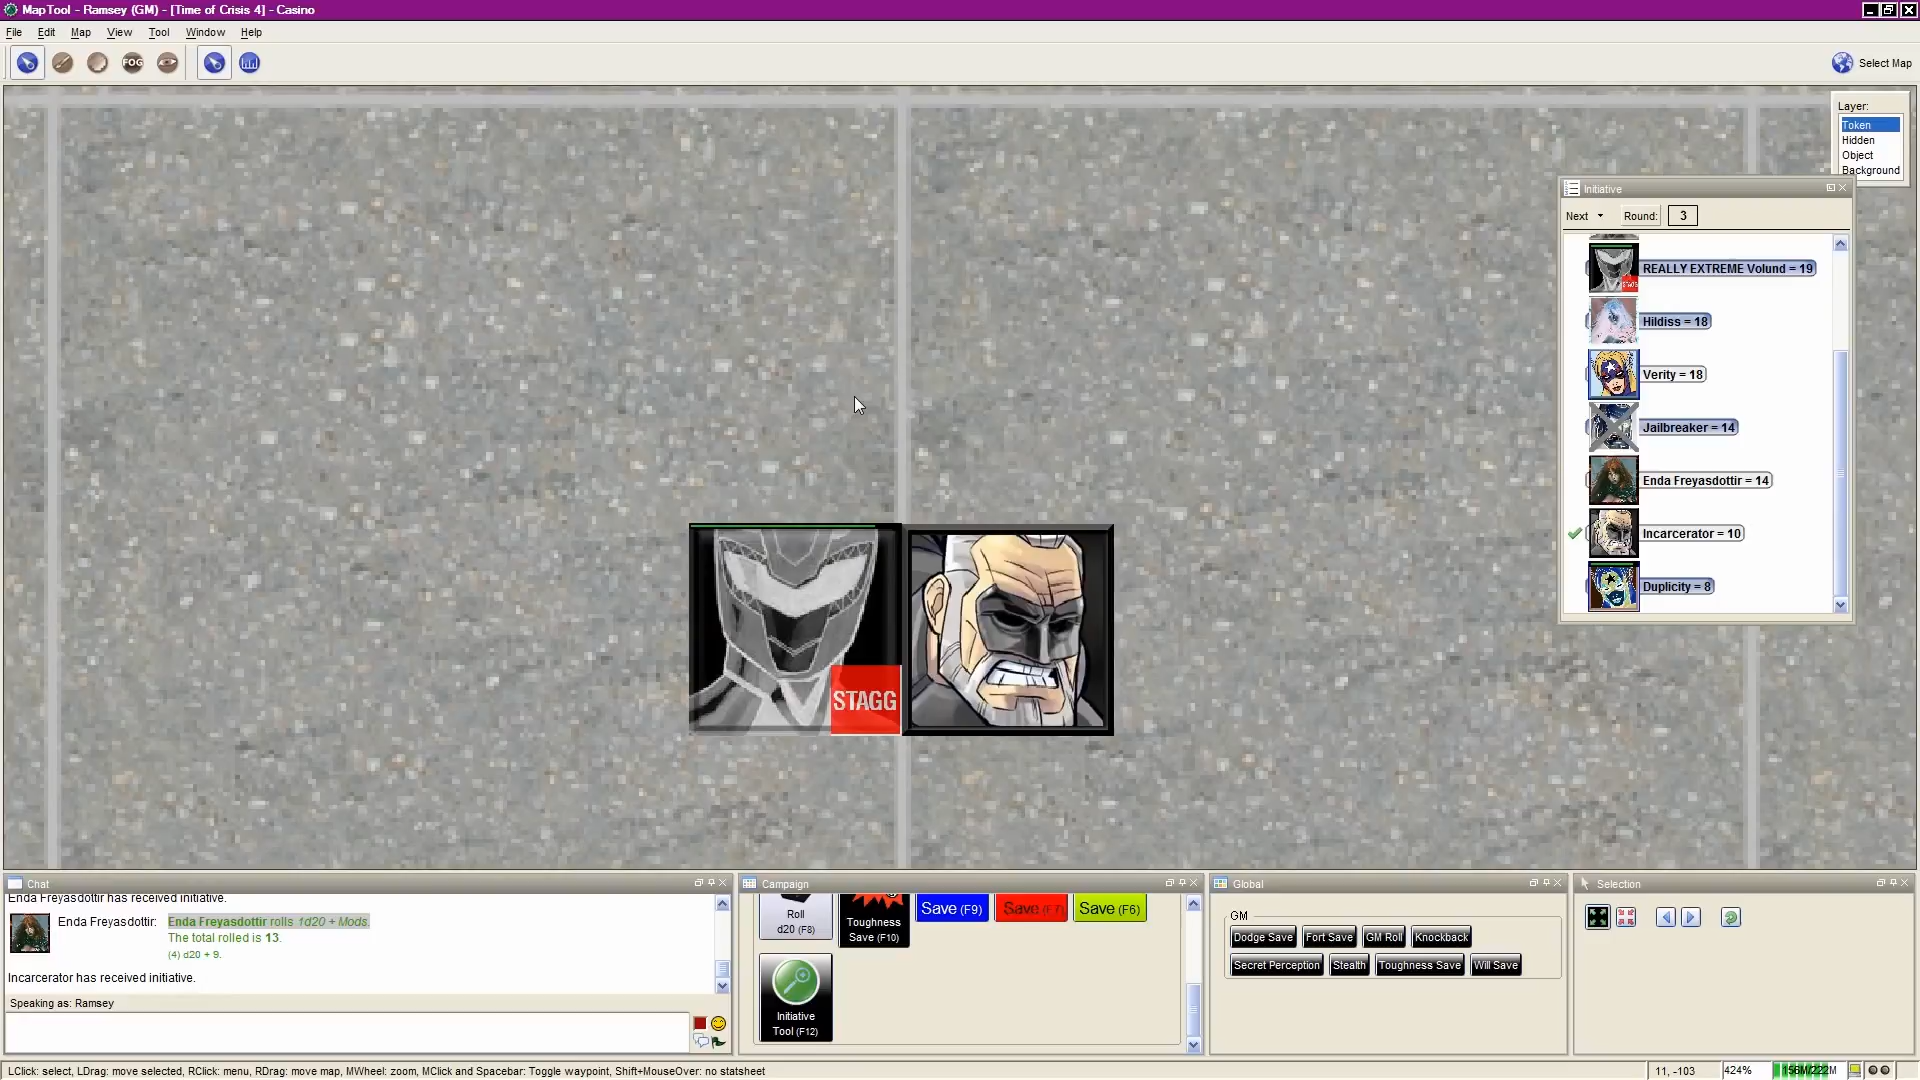 MapTool - Ramsey (GM) - [Time of Crisis 4] - Casino
File Edit Map View Tool Window Help
FOG
Select Map
Layer:
Token
Hidden
Object
Background
Initiative
Next Round: 3
REALLY EXTREME Volund = 19
Hildiss = 18
Verity = 18
Jailbreaker = 14
Enda Freyasdottir = 14
Incarcerator = 10
Duplicity = 8
STAGG
Chat
Enda Freyasdottir has received initiative.
Enda Freyasdottir: Enda Freyasdottir rolls 1d20 + Mods.
The total rolled is 13.
(4) d20 + 9.
Incarcerator has received initiative.
Speaking as: Ramsey
Campaign
Roll
d20 (F8)
Toughness
Save (F10)
Save (F9)
Save (F7)
Save (F6)
Initiative
Tool (F12)
Global
GM
Dodge Save Fort Save GM Roll Knockback
Secret Perception Stealth Toughness Save Will Save
Selection
LClick: select, LDrag: move selected, RClick: menu, RDrag: move map, MWheel: zoom, MClick and Spacebar: Toggle waypoint, Shift+MouseOver: no statsheet
11, -103
424%
156M/222M